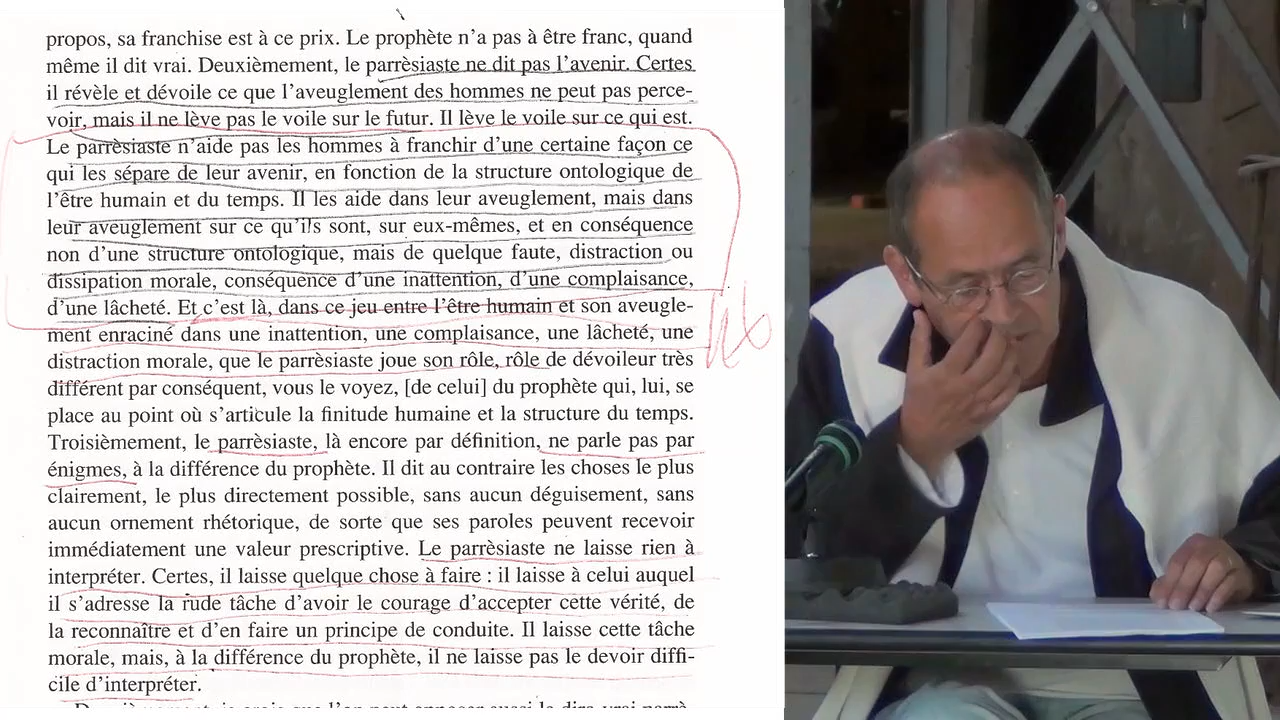 propos, sa franchise est à ce prix. Le prophète n'a pas à être franc, quand
même il dit vrai. Deuxièmement, le parrèsiaste ne dit pas l'avenir. Certes
il révèle et dévoile ce que l'aveuglement des hommes ne peut pas perce-
voir, mais il ne lève pas le voile sur le futur. Il lève le voile sur ce qui est.
Le parrèsiaste n'aide pas les hommes à franchir d'une certaine façon ce
qui les sépare de leur avenir, en fonction de la structure ontologique de
l'être humain et du temps. Il les aide dans leur aveuglement, mais dans
leur aveuglement sur ce qu'ils sont, sur eux-mêmes, et en conséquence
non d'une structure ontologique, mais de quelque faute, distraction ou
dissipation morale, conséquence d'une inattention, d'une complaisance,
d'une lâcheté. Et c'est là, dans ce jeu entre l'être humain et son aveugle-
ment enraciné dans une inattention, une complaisance, une lâcheté, une
distraction morale, que le parrèsiaste joue son rôle, rôle de dévoileur très
différent par conséquent, vous le voyez, [de celui] du prophète qui, lui, se
place au point où s'articule la finitude humaine et la structure du temps.
Troisièmement, le parrèsiaste, là encore par définition, ne parle pas par
énigmes, à la différence du prophète. Il dit au contraire les choses le plus
clairement, le plus directement possible, sans aucun déguisement, sans
aucun ornement rhétorique, de sorte que ses paroles peuvent recevoir
immédiatement une valeur prescriptive. Le parrèsiaste ne laisse rien à
interpréter. Certes, il laisse quelque chose à faire : il laisse à celui auquel
il s'adresse la rude tâche d'avoir le courage d'accepter cette vérité, de
la reconnaître et d'en faire un principe de conduite. Il laisse cette tâche
morale, mais, à la différence du prophète, il ne laisse pas le devoir diffi-
cile d'interpréter.